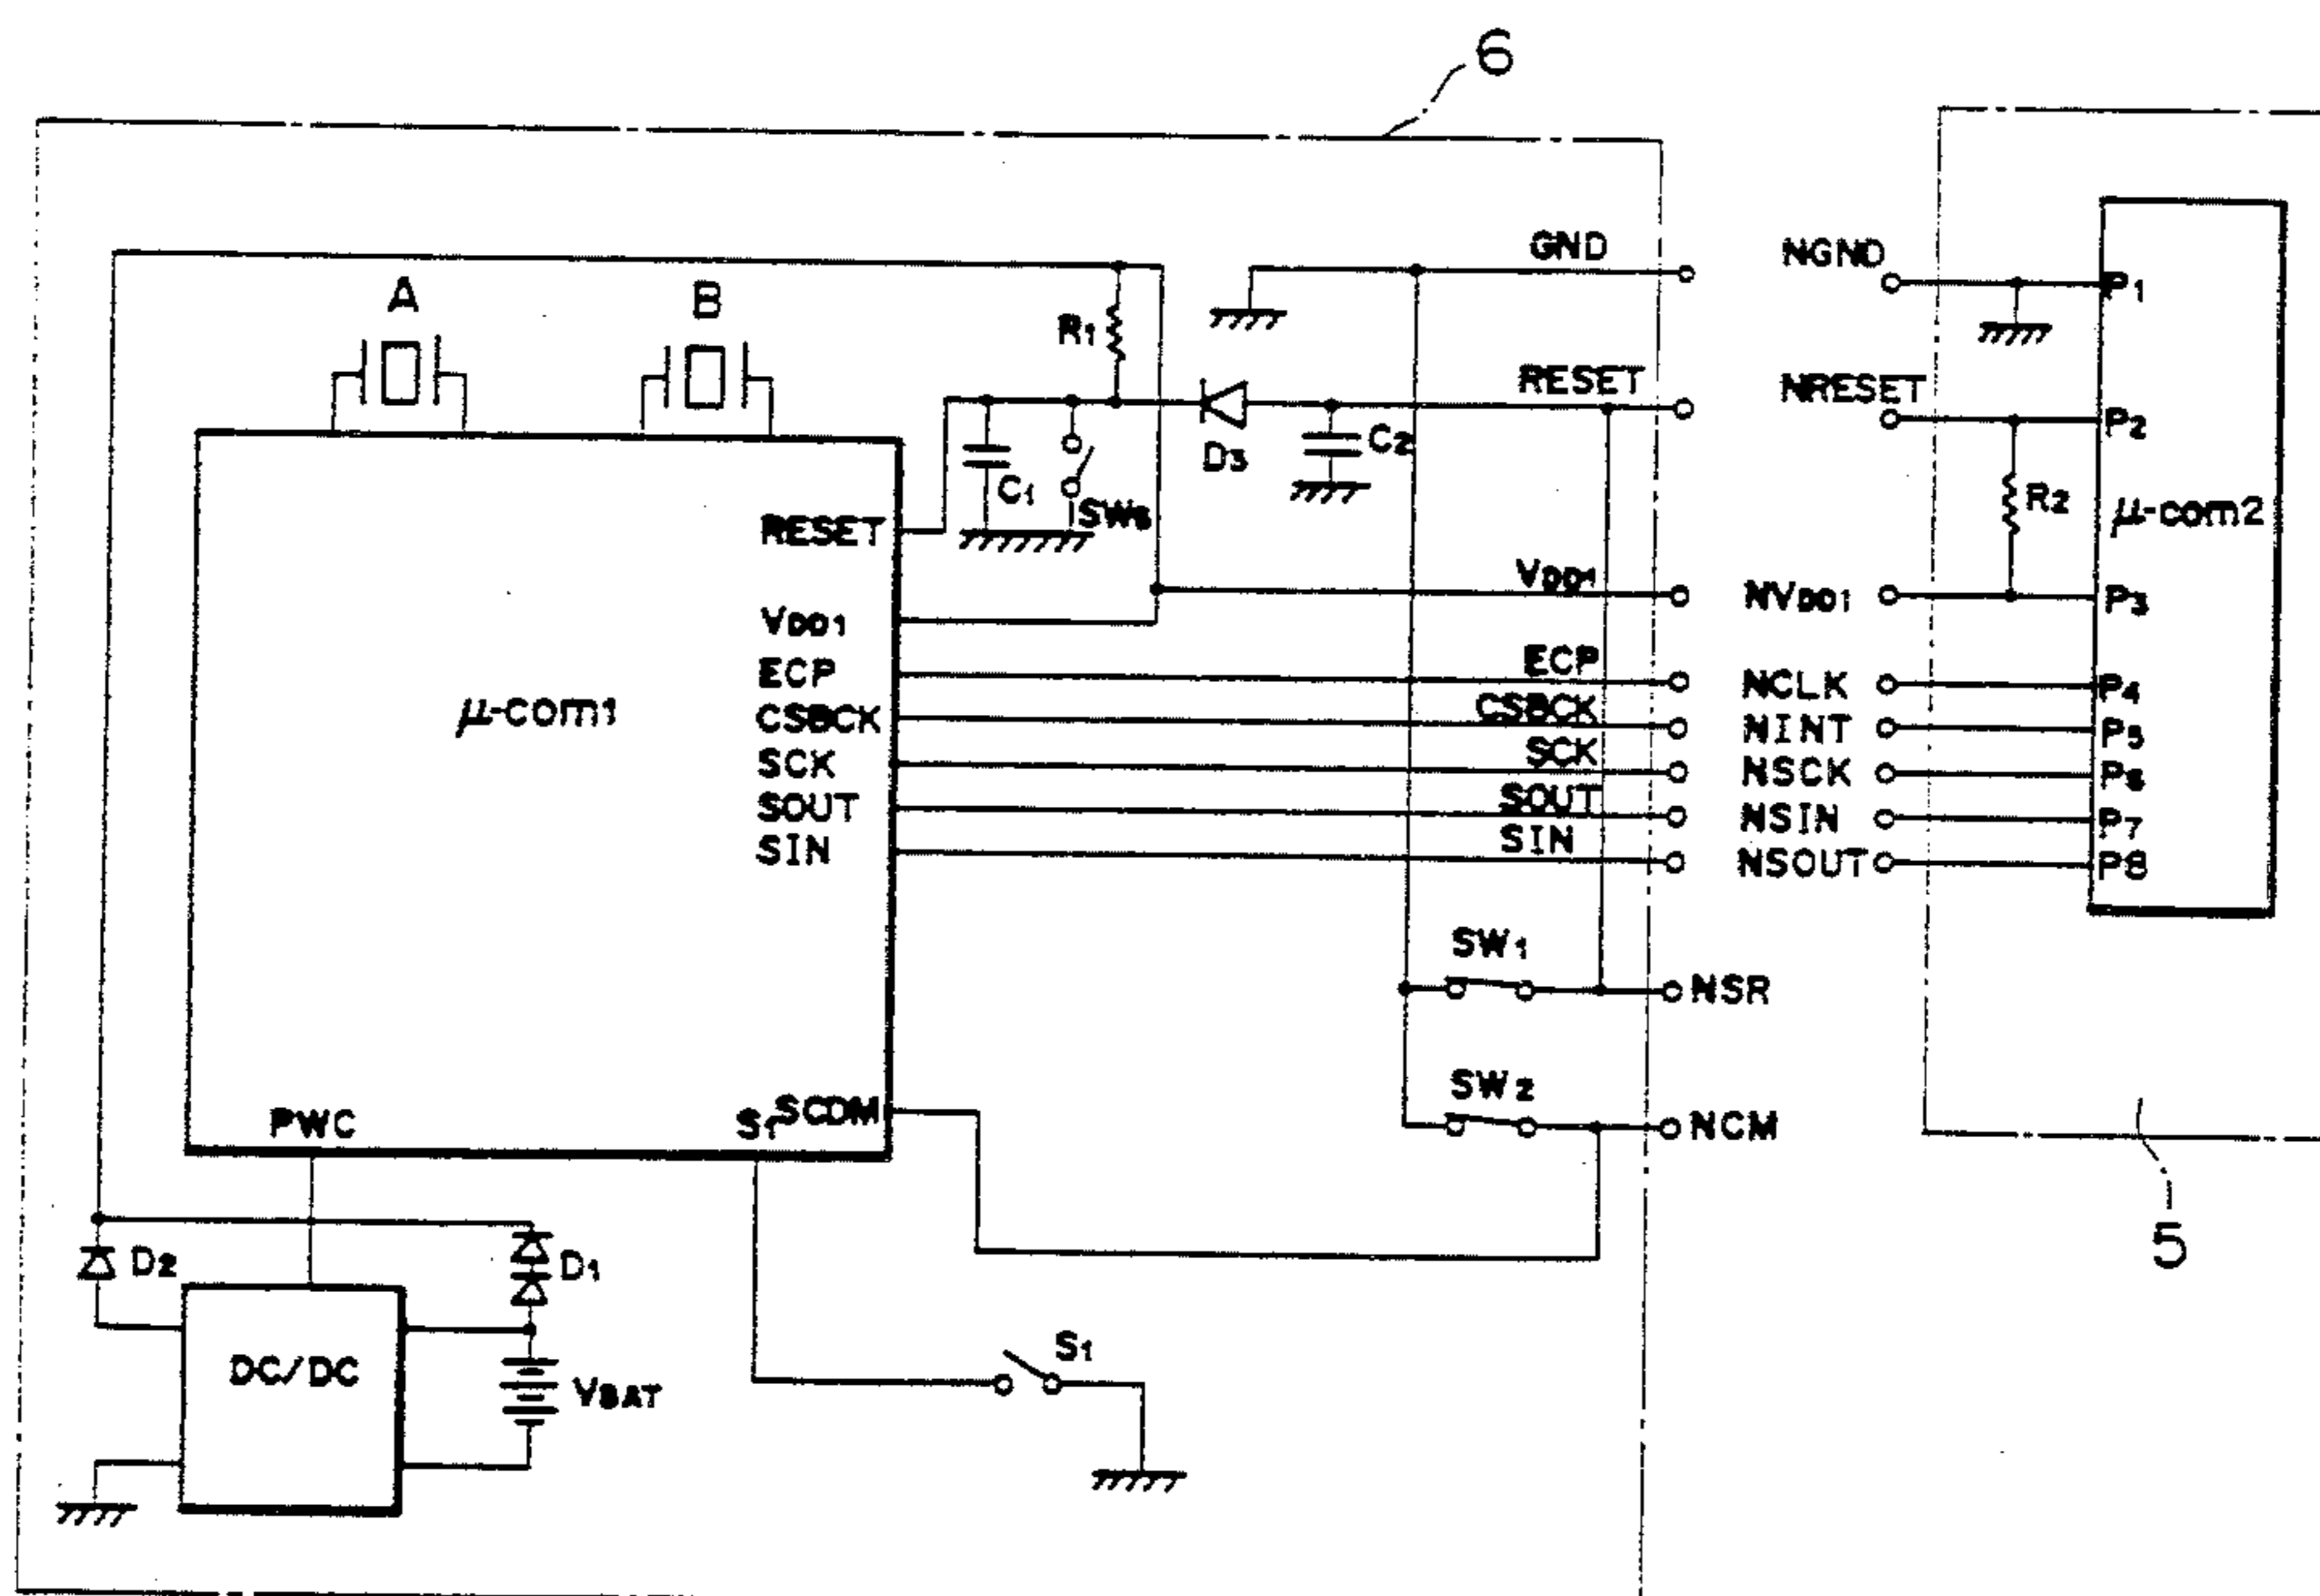 6
A
B
R1
GND
RESET
D3
C2
C1
RESET
VDD1
VDD1
ECP
ECP
CSBCK
CSBCK
SCK
SCK
SOUT
SOUT
SIN
SIN
μ-com1
NGND
P1
NRESET
P2
R2
μ-com2
NVDD1
P3
NCLK
P4
NINT
P5
NSCK
P6
NSIN
P7
NSOUT
P8
SW1
NSR
SW2
NCM
PWC
S1
SCOM
D2
D1
DC/DC
VBAT
S1
5